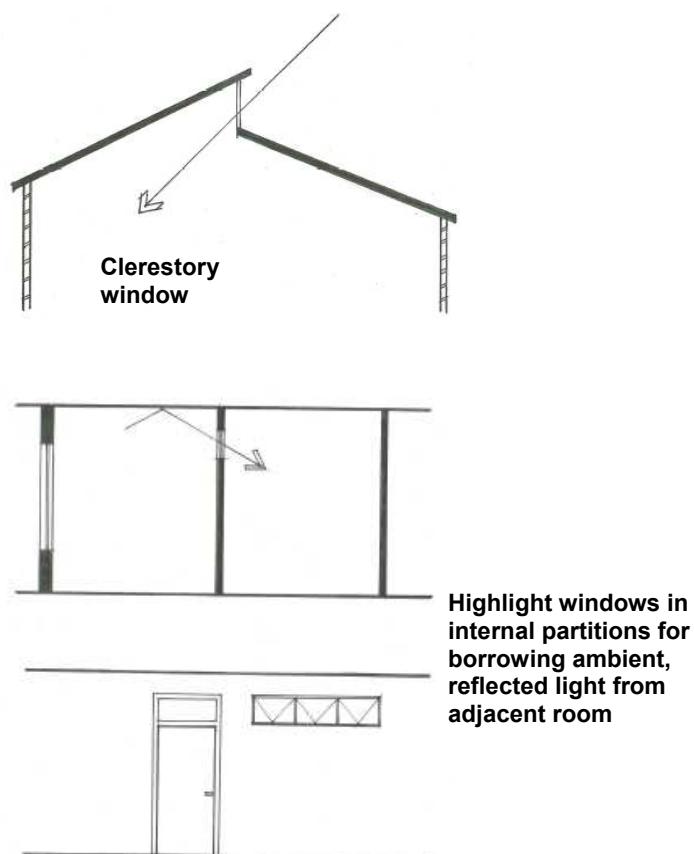 Clerestory
window
Highlight windows in
internal partitions for
borrowing ambient,
reflected light from
adjacent room